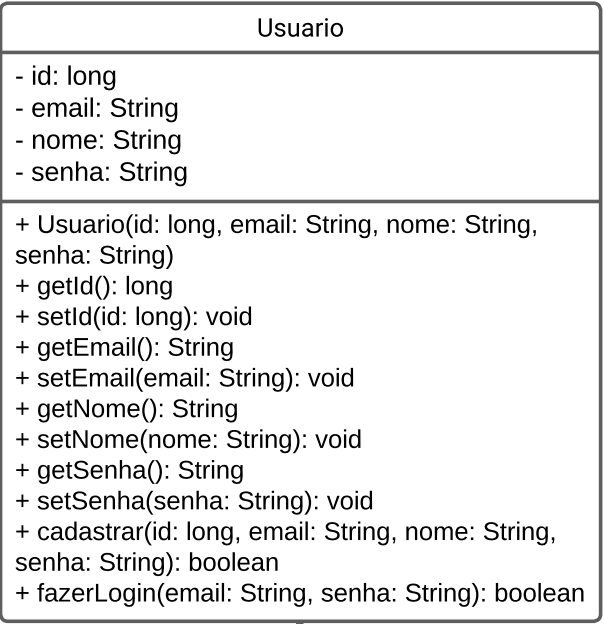 Usuario
- id: long
- email: String
- nome: String
- senha: String
+ Usuario(id: long, email: String, nome: String,
senha: String)
+ getId(): long
+ setId(id: long): void
+ getEmail(): String
+ setEmail(email: String): void
+ getNome(): String
+ setNome(nome: String): void
+ getSenha(): String
+ setSenha(senha: String): void
+ cadastrar(id: long, email: String, nome: String,
senha: String): boolean
+ fazerLogin(email: String, senha: String): boolean